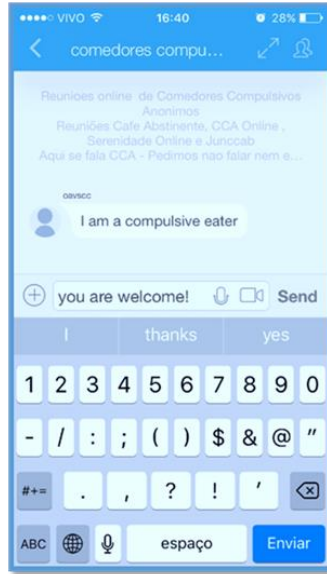 VIVO 16:40 28%
comedores compu...
Reunioes online de Comedores Compulsivos
Anonimos
Reuniões Cafe Abstinente, CCA Online ,
Serenidade Online e Junccab
Aqui se fala CCA - Pedimos nao falar nem e...
oavscc
I am a compulsive eater
you are welcome! Send
I thanks yes
1 2 3 4 5 6 7 8 9 0
- / : ; ( ) $ & @ "
#+= . , ? ! '
ABC espaço Enviar